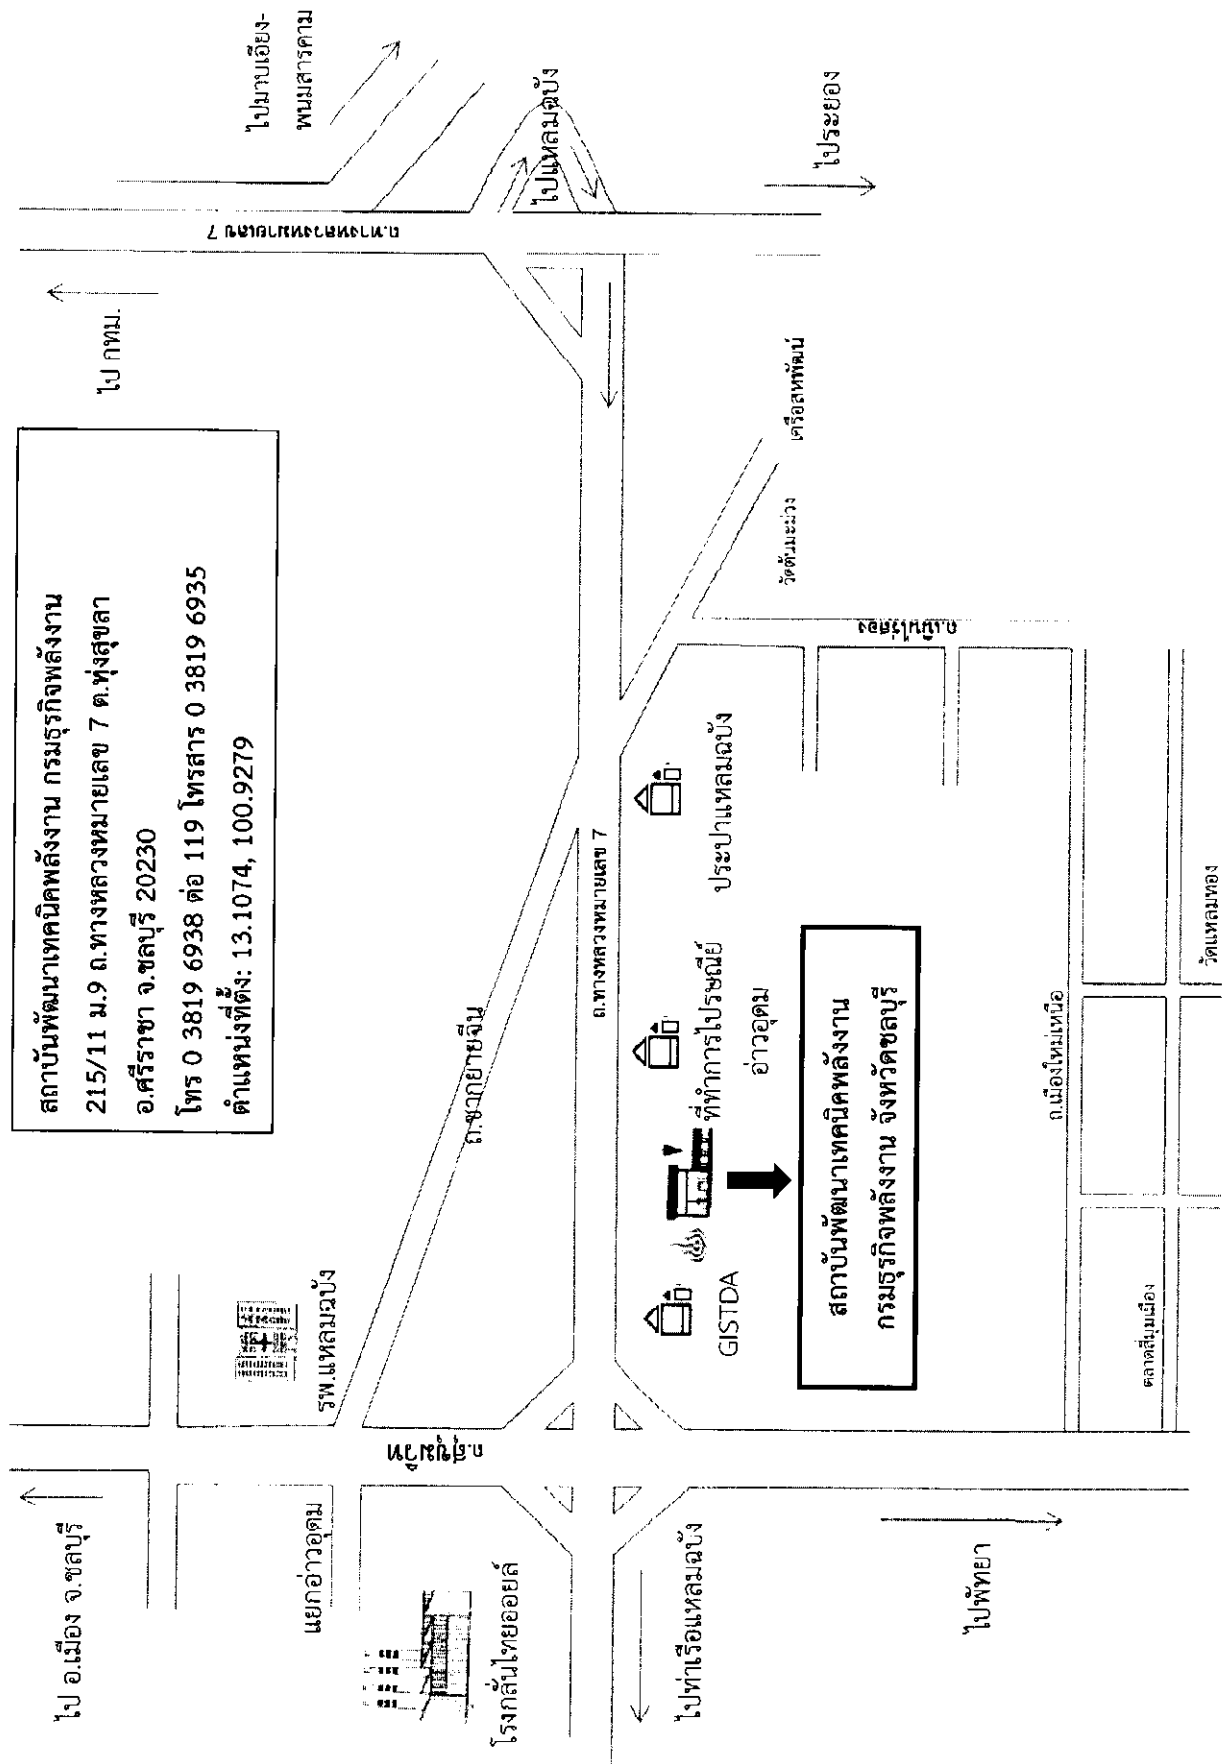 สถาบันพัฒนาเทคนิคพลังงาน กรมธุรกิจพลังงาน
215/11 ม.9 ถ.ทางหลวงหมายเลข 7 ต.ทุ่งสุขลา
อ.ศรีราชา จ.ชลบุรี 20230
โทร 0 3819 6938 ต่อ 119 โทรสาร 0 3819 6935
ตำแหน่งที่ตั้ง: 13.1074, 100.9279
ไป อ.เมือง จ.ชลบุรี
ไป กทม.
ไปมาบเอียง-
พนมสารคาม
รพ.แหลมฉบัง
แยกอ่าวอุดม
ถ.สุขุมวิท
ถ.ทางหลวงหมายเลข 7
ถ.ชากยายจีน
ไปแหลมฉบัง
โรงกลั่นไทยออยล์
ถ.ทางหลวงหมายเลข 7
ไปท่าเรือแหลมฉบัง
GISTDA
ที่ทำการไปรษณีย์
อ่าวอุดม
ประปาแหลมฉบัง
เครือสหพัฒน์
วัดต้นมะม่วง
ไประยอง
สถาบันพัฒนาเทคนิคพลังงาน
กรมธุรกิจพลังงาน จังหวัดชลบุรี
ไปพัทยา
ถ.เมืองใหม่เหนือ
ตลาดสี่มุมเมือง
วัดแหลมทอง